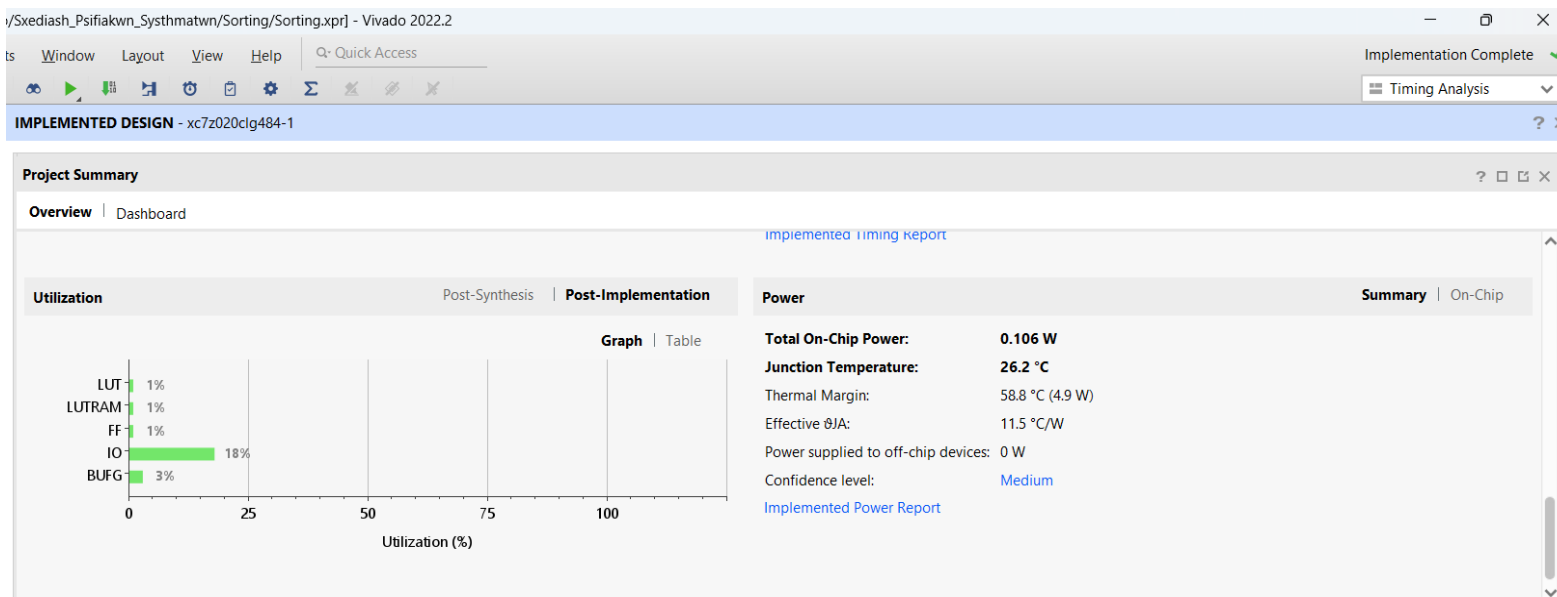 /Sxediash_Psifiakwn_Systhmatwn/Sorting/Sorting.xpr] - Vivado 2022.2
ts Window Layout View Help Quick Access Implementation Complete
Timing Analysis
IMPLEMENTED DESIGN - xc7z020clg484-1
Project Summary
Overview | Dashboard
Implemented Timing Report
Utilization Post-Synthesis | Post-Implementation
Graph | Table
LUT 1%
LUTRAM 1%
FF 1%
IO 18%
BUFG 3%
0 25 50 75 100
Utilization (%)
Power Summary | On-Chip
Total On-Chip Power: 0.106 W
Junction Temperature: 26.2 °C
Thermal Margin: 58.8 °C (4.9 W)
Effective ϑJA: 11.5 °C/W
Power supplied to off-chip devices: 0 W
Confidence level: Medium
Implemented Power Report